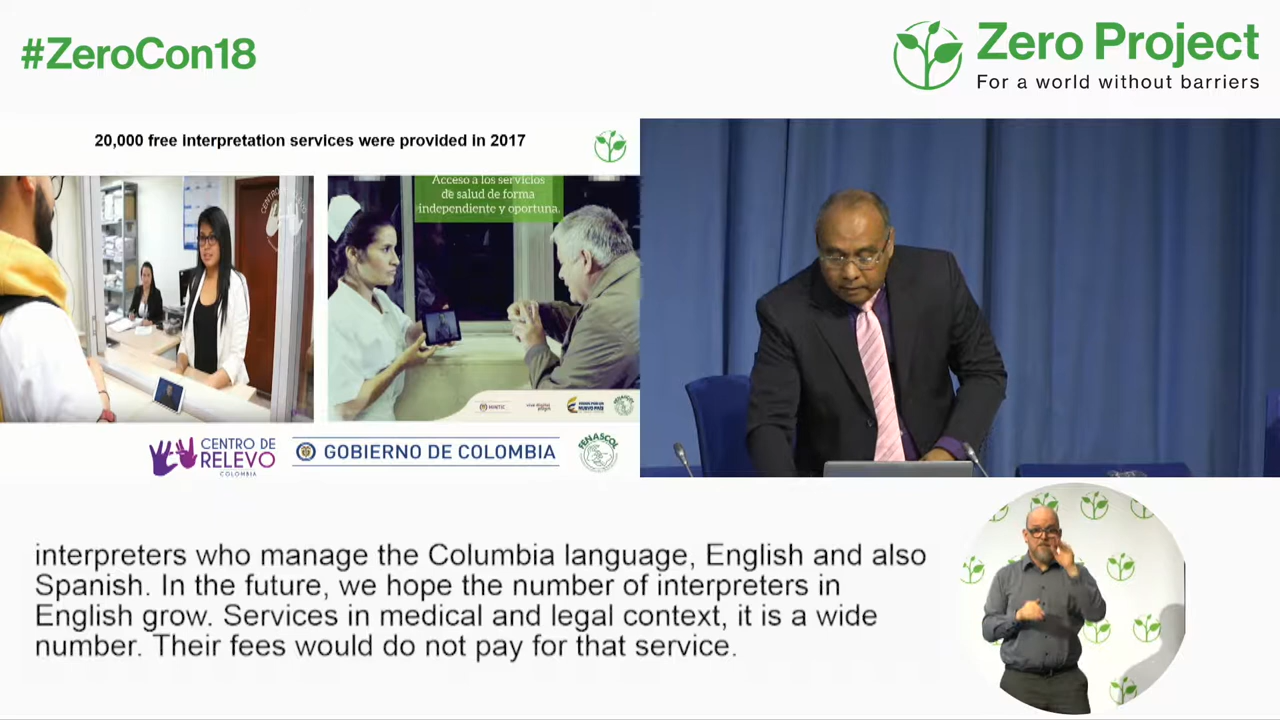 #ZeroCon18
Zero Project
For a world without barriers
20,000 free interpretation services were provided in 2017
Acceso a los servicios
de salud de forma
independiente y oportuna.
CENTRO DE
RELEVO
COLOMBIA
GOBIERNO DE COLOMBIA
FENASCOL
interpreters who manage the Columbia language, English and also
Spanish. In the future, we hope the number of interpreters in
English grow. Services in medical and legal context, it is a wide
number. Their fees would do not pay for that service.